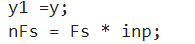 y1 =y;
nFs = Fs * inp;